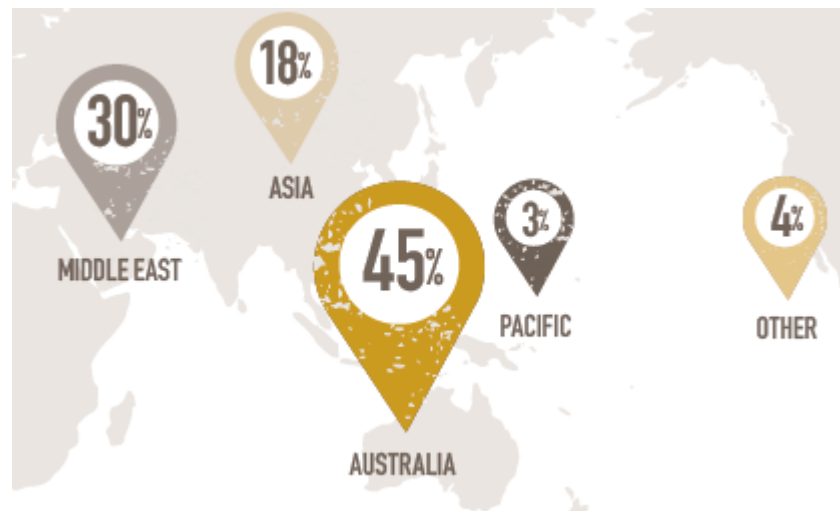 18%
ASIA
30%
MIDDLE EAST
45%
AUSTRALIA
3%
PACIFIC
4%
OTHER